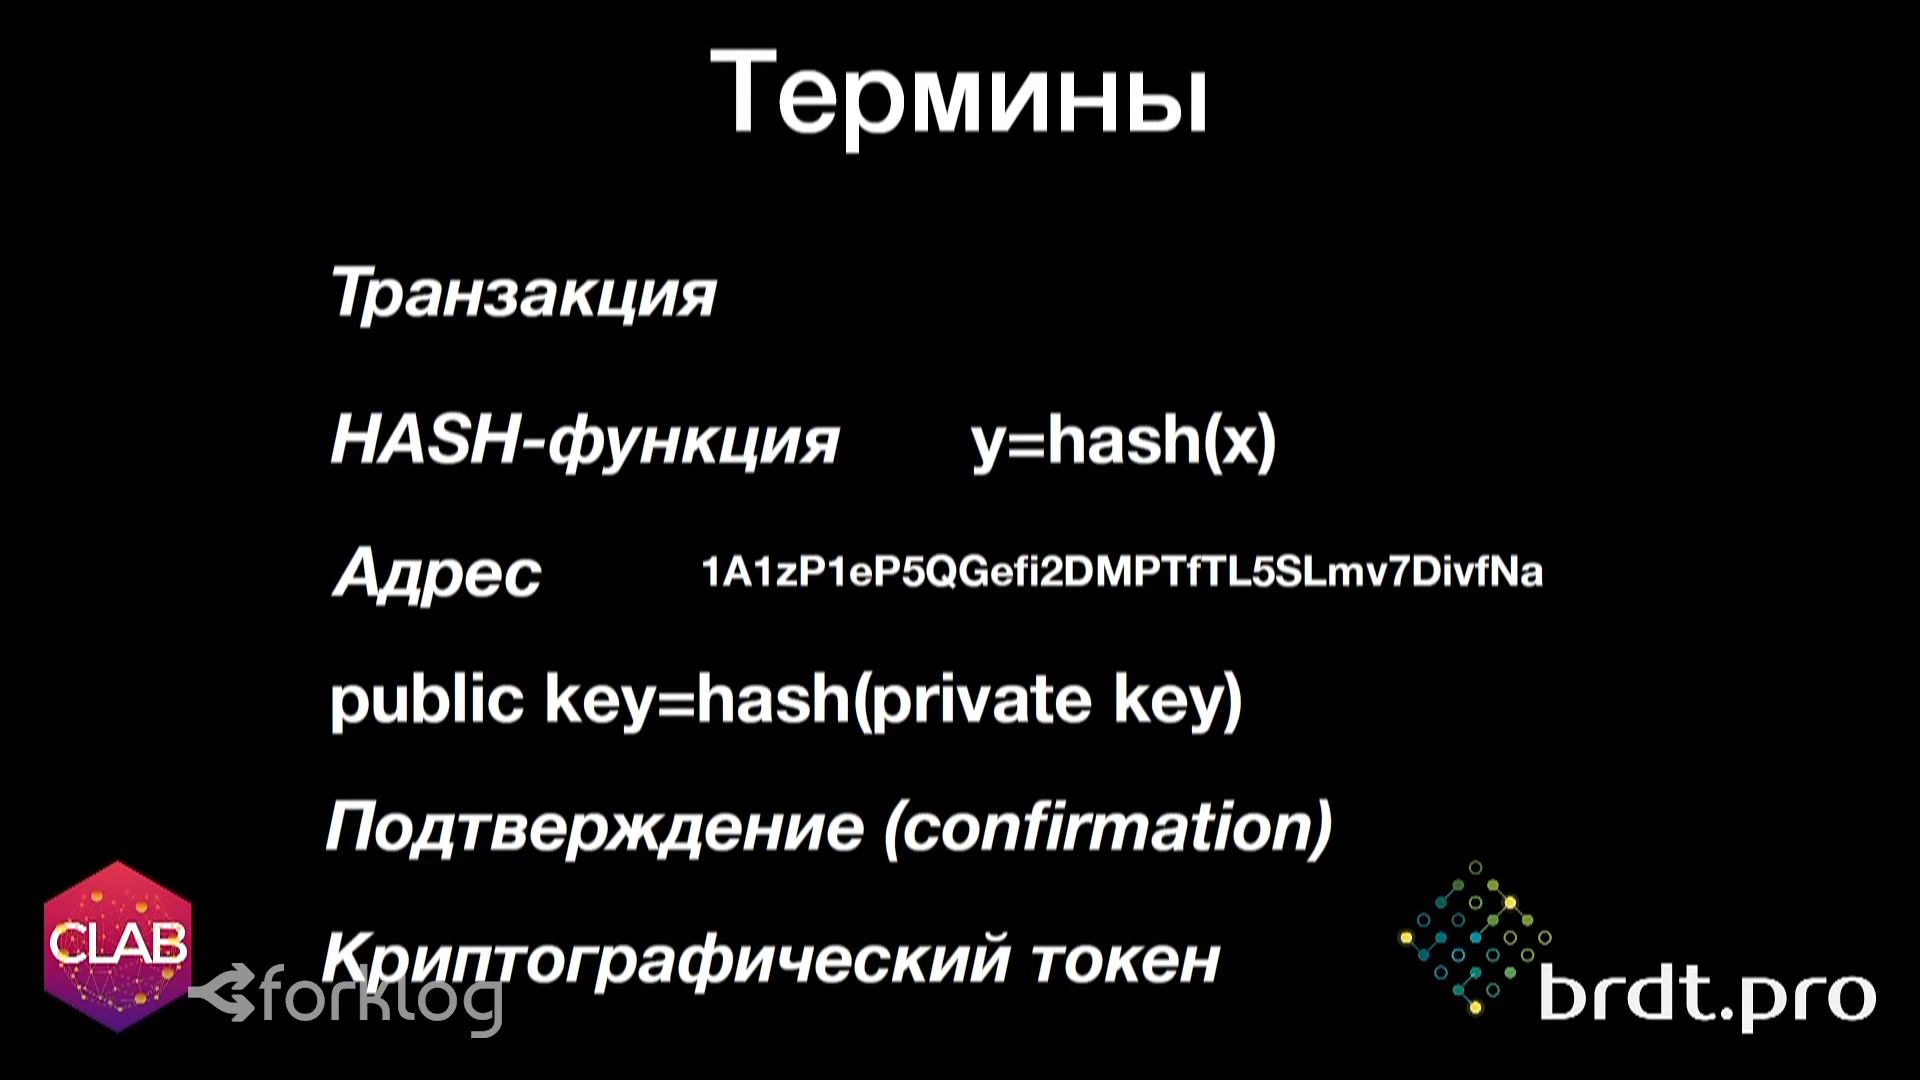 Термины
Транзакция
HASH-функция y=hash(x)
Адрес 1A1zP1eP5QGefi2DMPTfTL5SLmv7DivfNa
public key=hash(private key)
Подтверждение (confirmation)
Криптографический токен
CLAB
forklog
brdt.pro